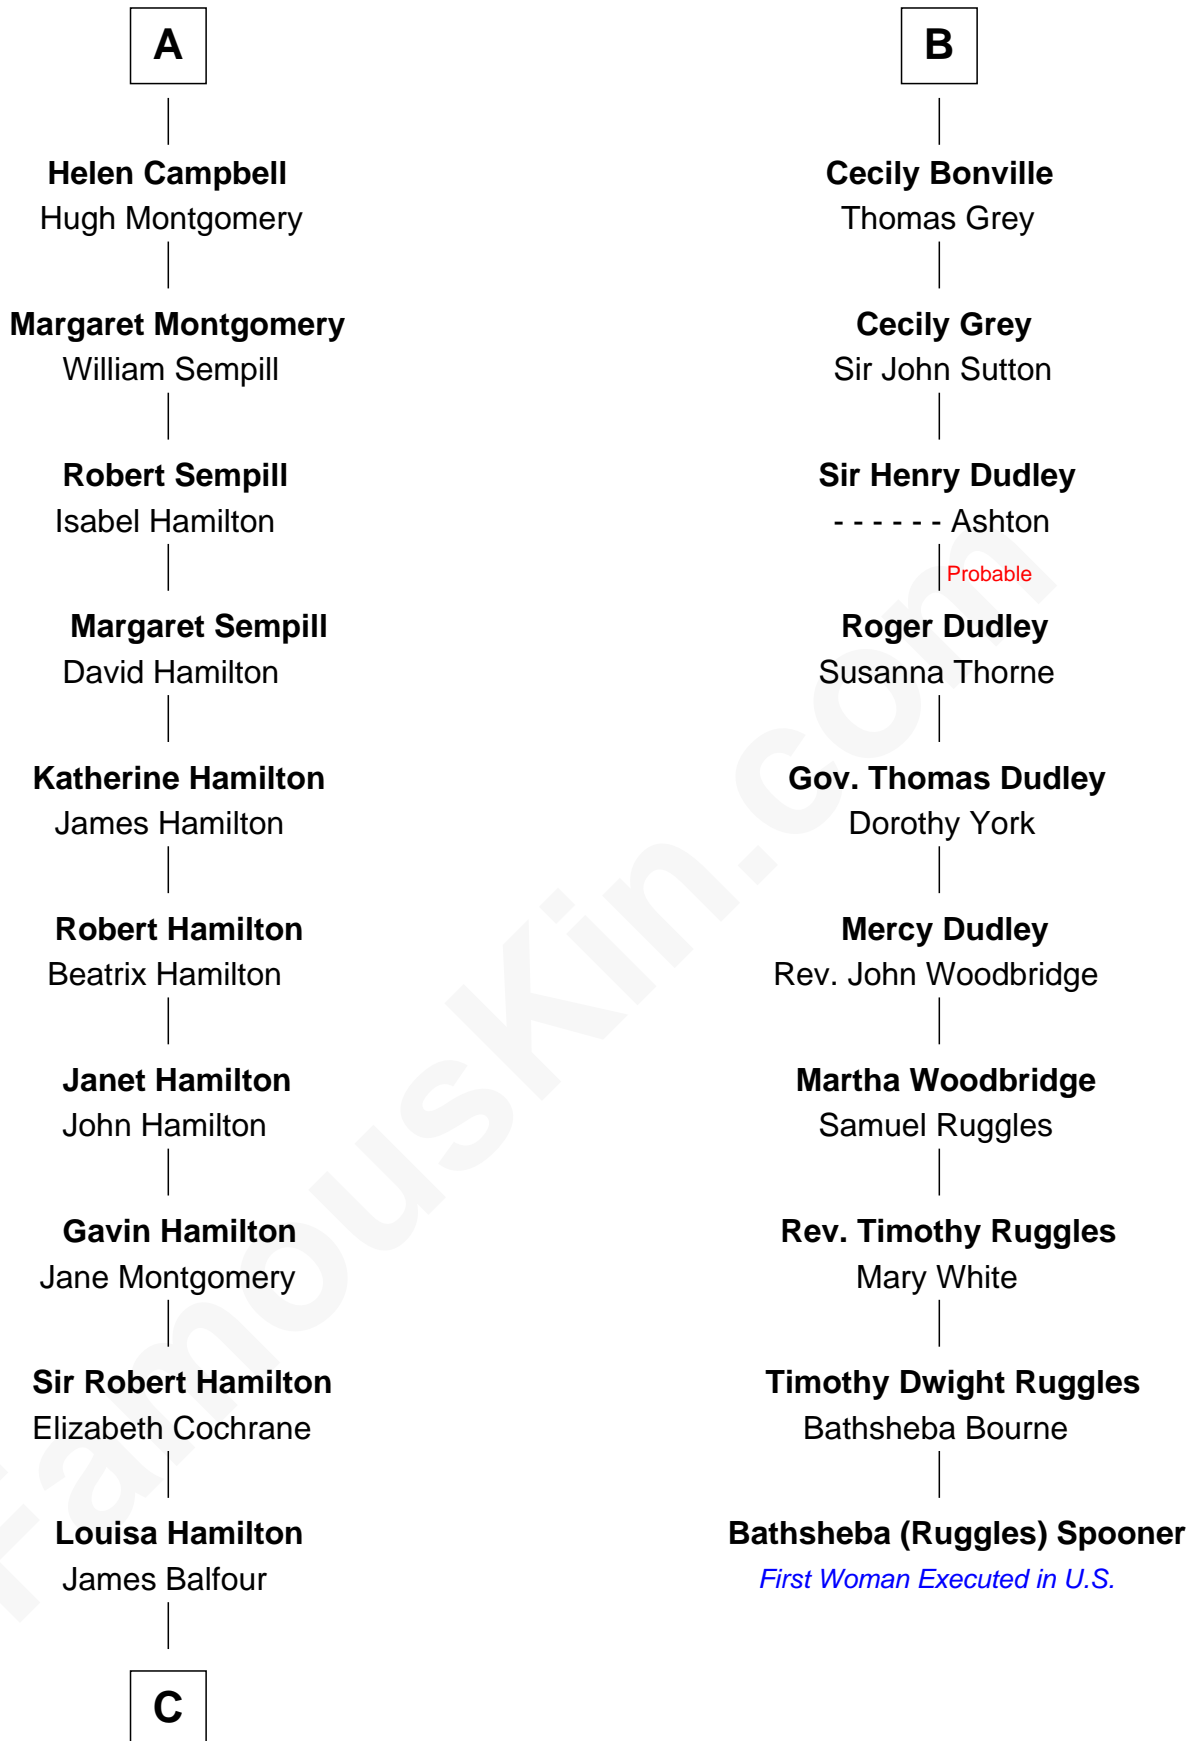 A
Helen Campbell
Hugh Montgomery
Margaret Montgomery
William Sempill
Robert Sempill
Isabel Hamilton
Margaret Sempill
David Hamilton
Katherine Hamilton
James Hamilton
Robert Hamilton
Beatrix Hamilton
Janet Hamilton
John Hamilton
Gavin Hamilton
Jane Montgomery
Sir Robert Hamilton
Elizabeth Cochrane
Louisa Hamilton
James Balfour
C
B
Cecily Bonville
Thomas Grey
Cecily Grey
Sir John Sutton
Sir Henry Dudley
- - - - - - Ashton
Probable
Roger Dudley
Susanna Thorne
Gov. Thomas Dudley
Dorothy York
Mercy Dudley
Rev. John Woodbridge
Martha Woodbridge
Samuel Ruggles
Rev. Timothy Ruggles
Mary White
Timothy Dwight Ruggles
Bathsheba Bourne
Bathsheba (Ruggles) Spooner
First Woman Executed in U.S.
FamousKin.com